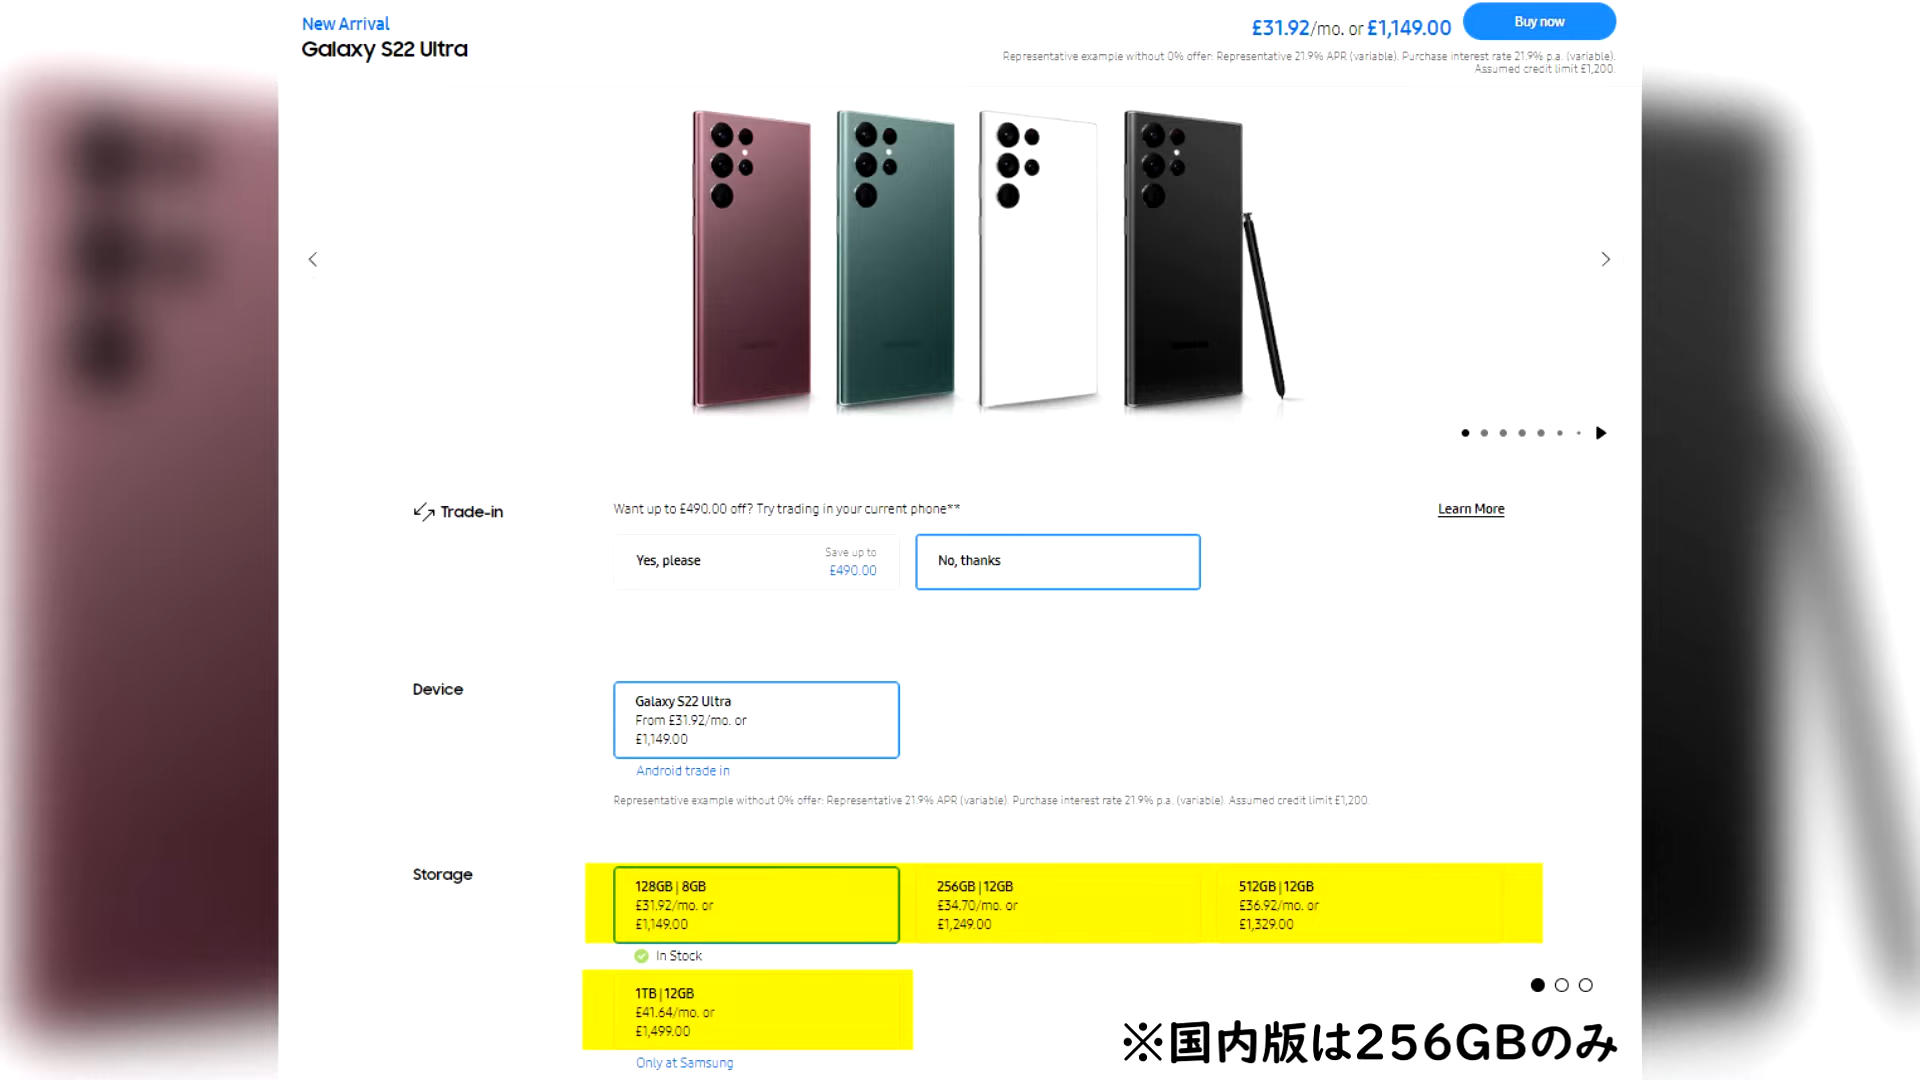 New Arrival
Galaxy S22 Ultra
£31.92/mo. or £1,149.00
Buy now
Representative example without 0% offer: Representative 21.9% APR (variable). Purchase interest rate 21.9% p.a. (variable).
Assumed credit limit £1,200.
Trade-in
Want up to £490.00 off? Try trading in your current phone**
Learn More
Yes, please
Save up to
£490.00
No, thanks
Device
Galaxy S22 Ultra
From £31.92/mo. or
£1,149.00
Android trade in
Representative example without 0% offer: Representative 21.9% APR (variable). Purchase interest rate 21.9% p.a. (variable). Assumed credit limit £1,200.
Storage
128GB | 8GB
£31.92/mo. or
£1,149.00
In Stock
256GB | 12GB
£34.70/mo. or
£1,249.00
512GB | 12GB
£36.92/mo. or
£1,329.00
1TB | 12GB
£41.64/mo. or
£1,499.00
Only at Samsung
※国内版は256GBのみ